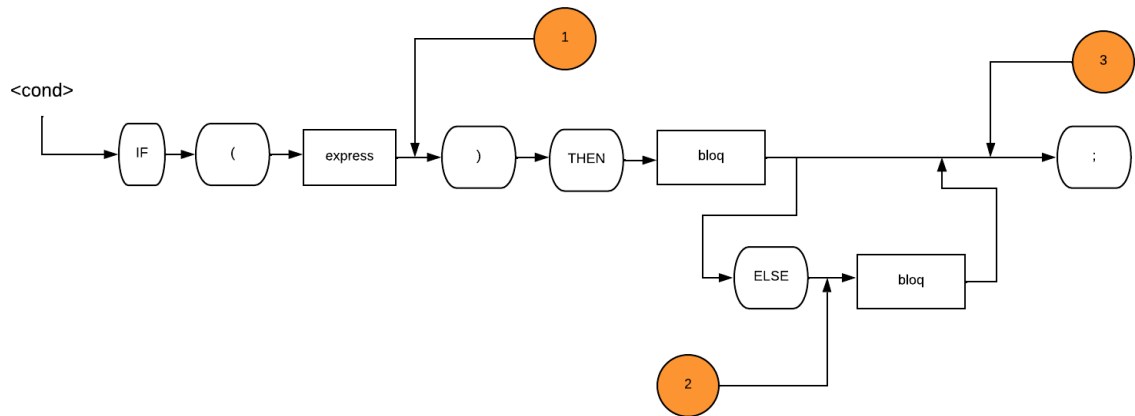 1
3
<cond>
IF
(
express
)
THEN
bloq
;
ELSE
bloq
2